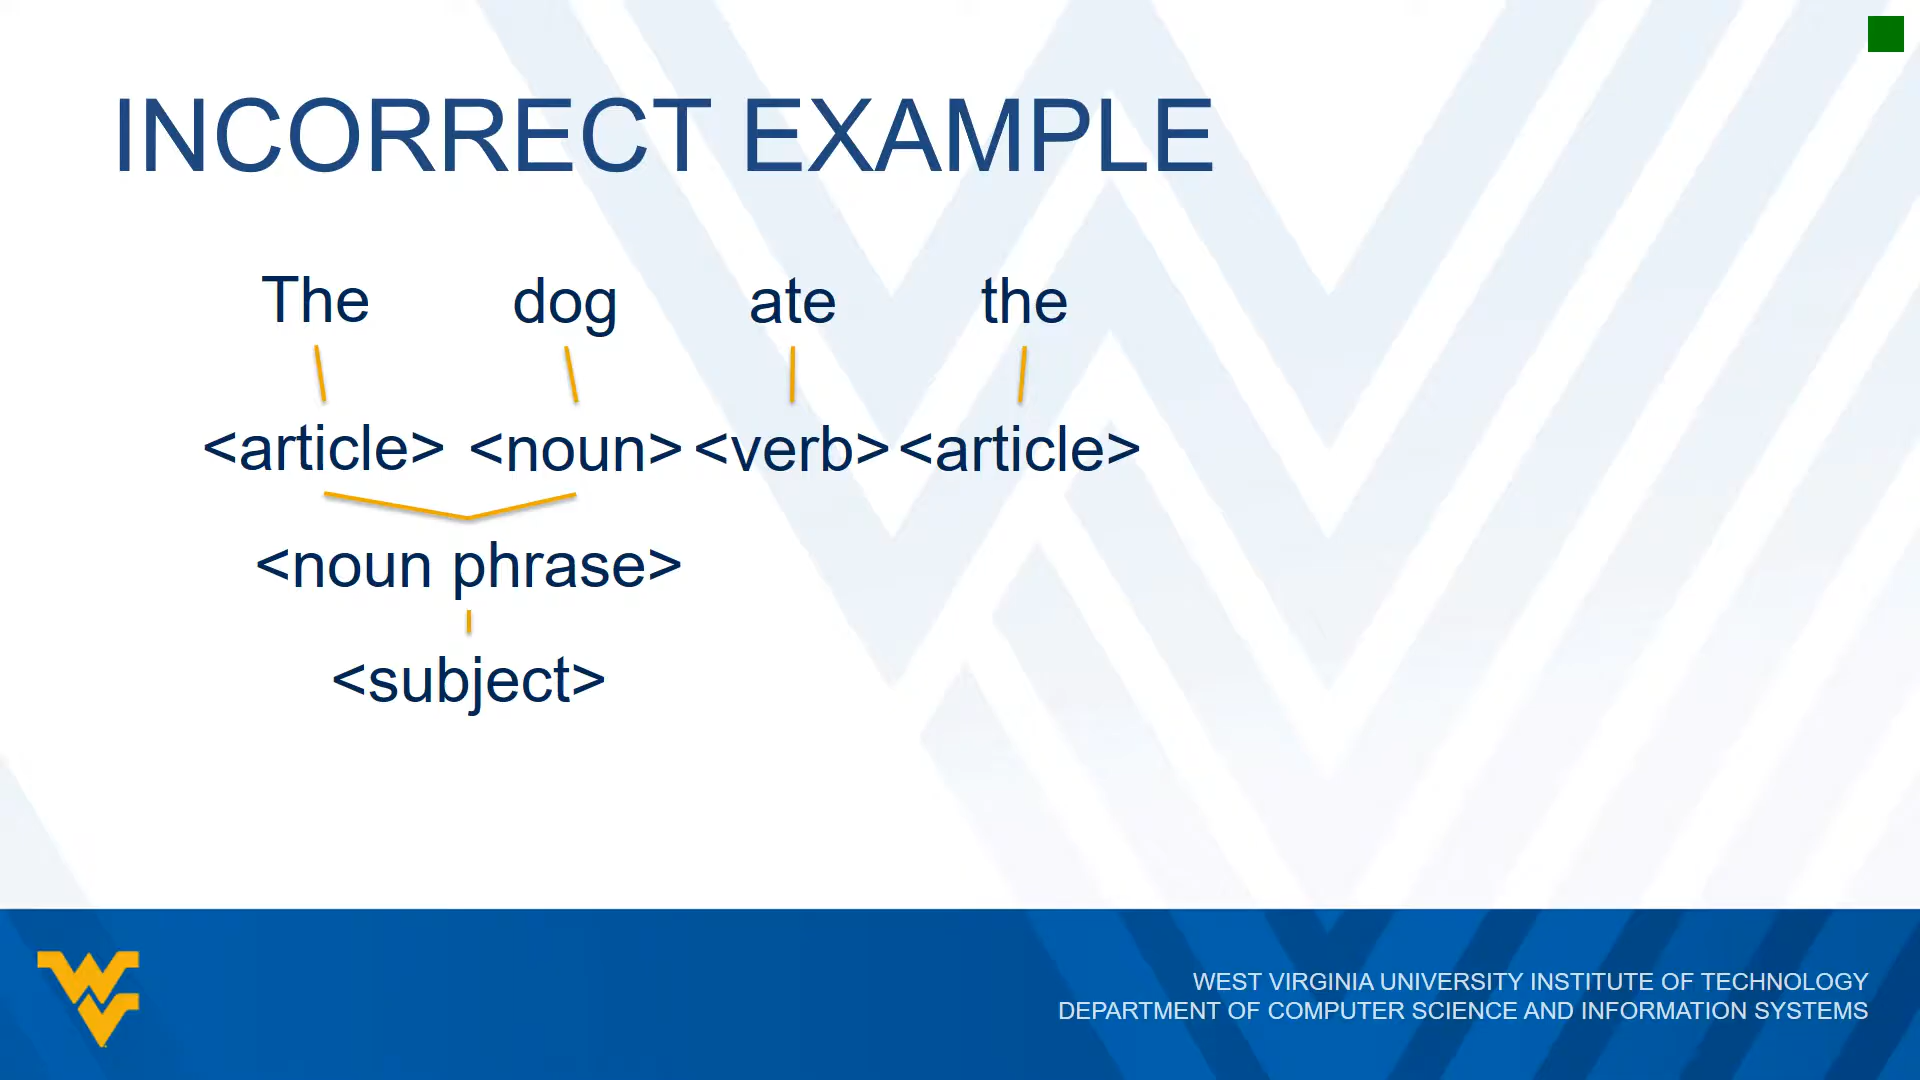 INCORRECT EXAMPLE
The dog ate the
<article> <noun> <verb> <article>
<noun phrase>
<subject>
WEST VIRGINIA UNIVERSITY INSTITUTE OF TECHNOLOGY
DEPARTMENT OF COMPUTER SCIENCE AND INFORMATION SYSTEMS